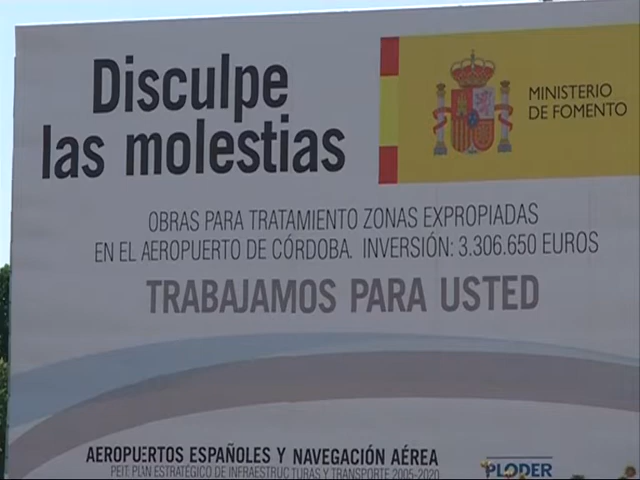 Disculpe
las molestias
MINISTERIO
DE FOMENTO
OBRAS PARA TRATAMIENTO ZONAS EXPROPIADAS
EN EL AEROPUERTO DE CÓRDOBA. INVERSIÓN: 3.306.650 EUROS
TRABAJAMOS PARA USTED
AEROPUERTOS ESPAÑOLES Y NAVEGACIÓN AÉREA
PEIT PLAN ESTRATÉGICO DE INFRAESTRUCTURAS Y TRANSPORTE 2005-2020
PLODER